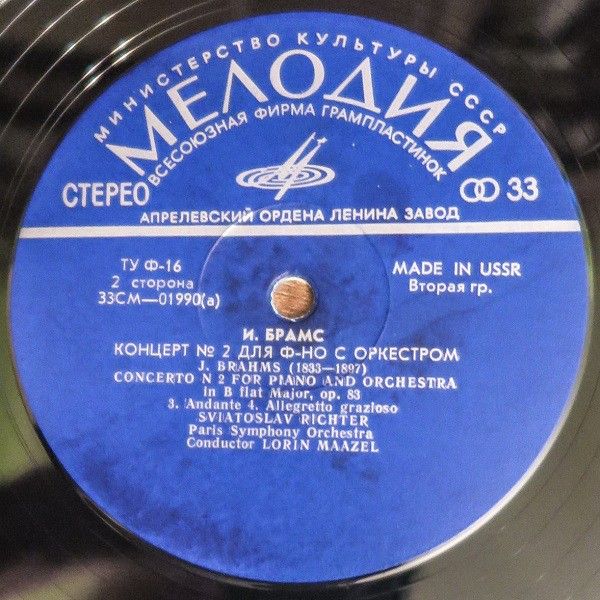 МИНИСТЕРСТВО КУЛЬТУРЫ СССР
МЕЛОДИЯ
ВСЕСОЮЗНАЯ ФИРМА ГРАМПЛАСТИНОК
СТЕРЕО
33
АПРЕЛЕВСКИЙ ОРДЕНА ЛЕНИНА ЗАВОД
ТУ Ф-16
2 сторона
33СМ—01990(а)
MADE IN USSR
Вторая гр.
И. БРАМС
КОНЦЕРТ № 2 ДЛЯ Ф-НО С ОРКЕСТРОМ
J. BRAHMS (1833—1897)
CONCERTO N 2 FOR PIANO AND ORCHESTRA
in B flat Major, op. 83
3. Andante 4. Allegretto grazioso
SVIATOSLAV RICHTER
Paris Symphony Orchestra
Conductor LORIN MAAZEL